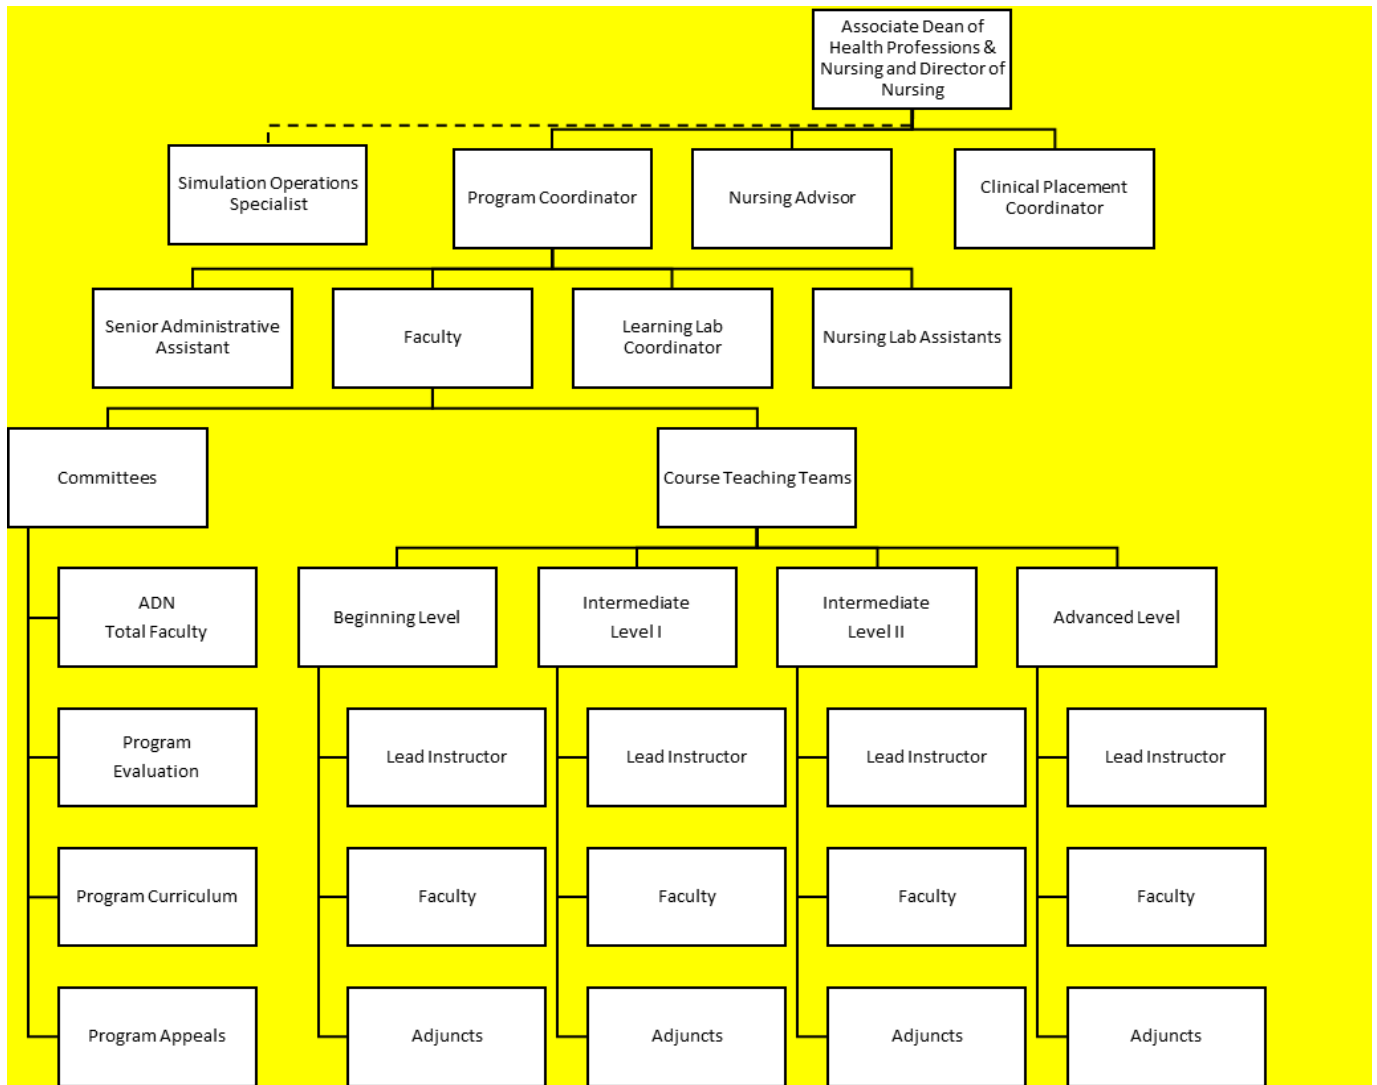 Associate Dean of
Health Professions &
Nursing and Director of
Nursing
Simulation Operations
Specialist
Program Coordinator
Nursing Advisor
Clinical Placement
Coordinator
Senior Administrative
Assistant
Faculty
Learning Lab
Coordinator
Nursing Lab Assistants
Committees
Course Teaching Teams
ADN
Total Faculty
Beginning Level
Intermediate
Level I
Intermediate
Level II
Advanced Level
Program
Evaluation
Lead Instructor
Lead Instructor
Lead Instructor
Lead Instructor
Program Curriculum
Faculty
Faculty
Faculty
Faculty
Program Appeals
Adjuncts
Adjuncts
Adjuncts
Adjuncts